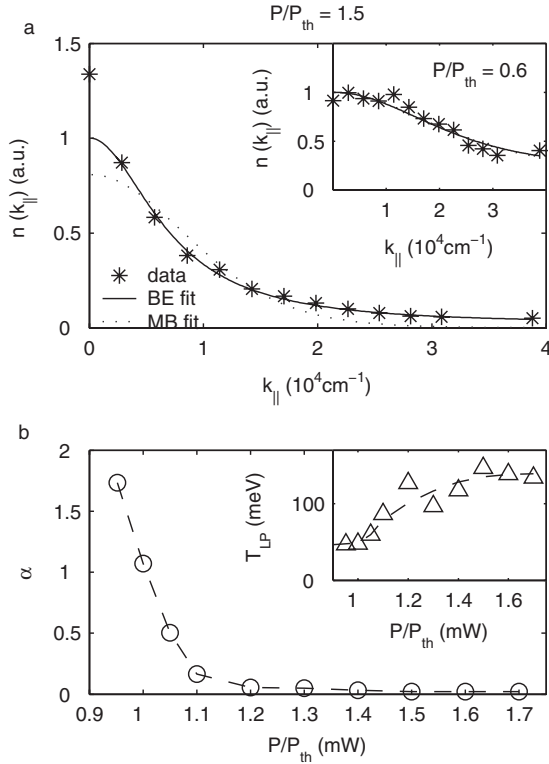 P/P_th = 1.5
a
1.5
1
0.5
0
n (k_||) (a.u.)
0 1 2 3 4
k_|| (10^4cm^−1)
data
BE fit
MB fit
P/P_th = 0.6
1
0.5
0
n (k_||) (a.u.)
1 2 3
k_|| (10^4cm^−1)
b
2
1.5
1
0.5
0
α
0.9 1 1.1 1.2 1.3 1.4 1.5 1.6 1.7
P/P_th (mW)
100
0
T_LP (meV)
1 1.2 1.4 1.6
P/P_th (mW)